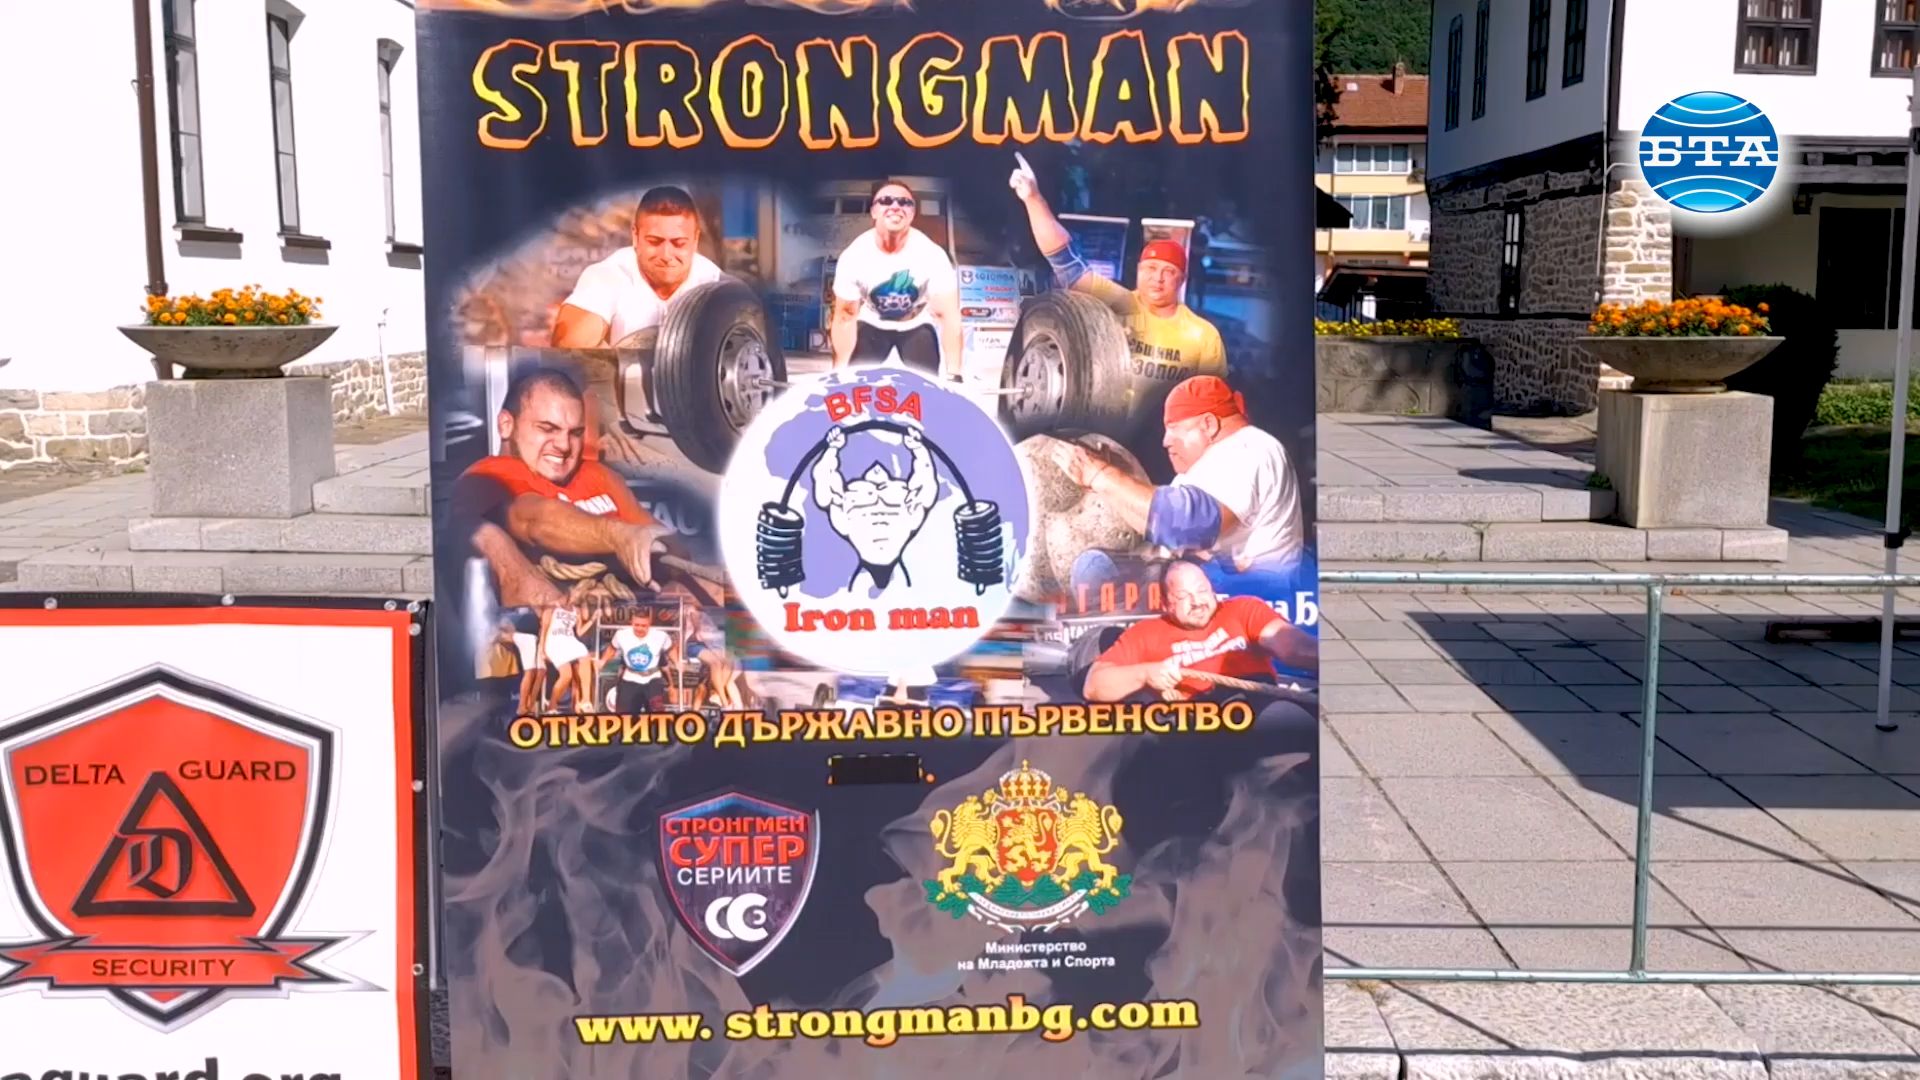 STRONGMAN
БТА
BFSA
Iron man
ОТКРИТО ДЪРЖАВНО ПЪРВЕНСТВО
DELTA GUARD
D
SECURITY
СТРОНГМЕН
СУПЕР
СЕРИИТЕ
Министерство
на Младежта и Спорта
www. strongmanbg.com